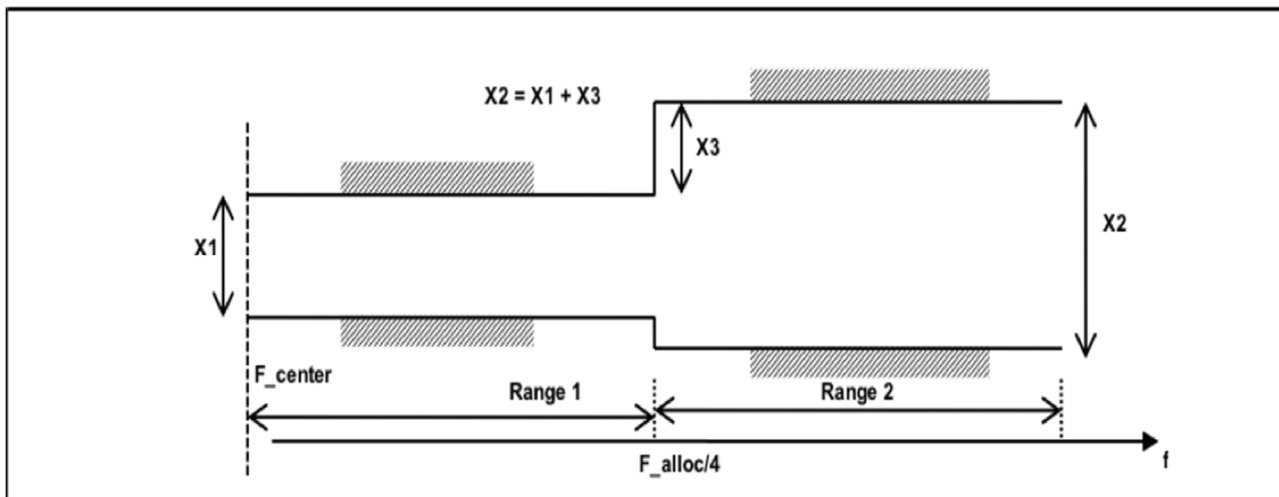 X2 = X1 + X3
X3
X1
X2
F_center
Range 1
Range 2
F_alloc/4
f